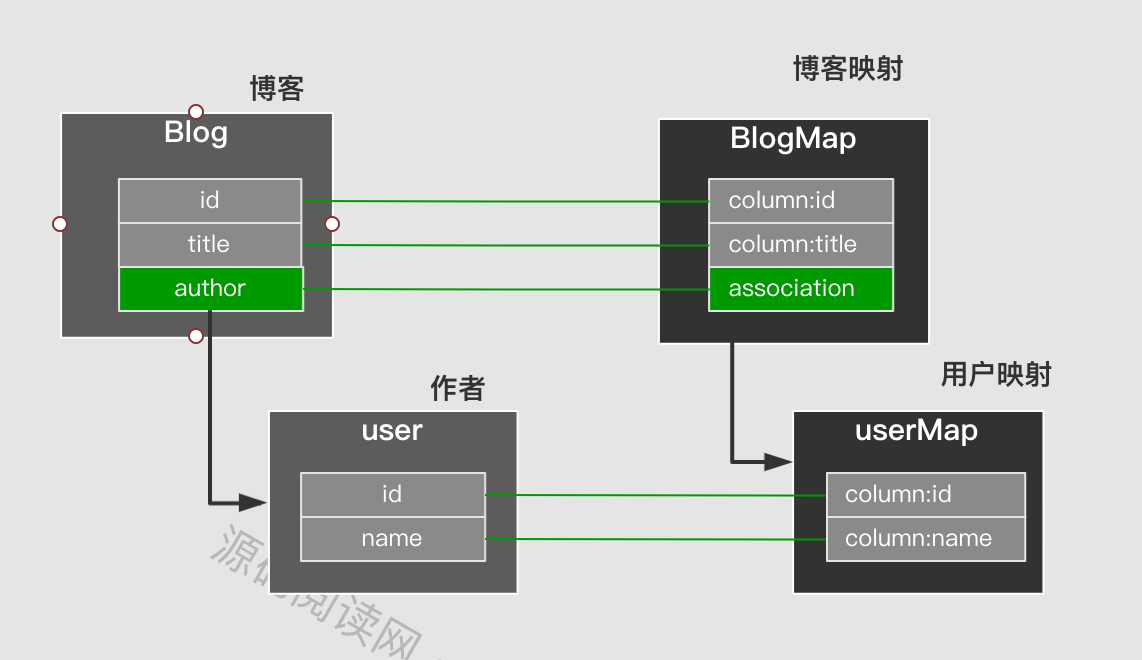 博客
Blog
id
title
author
博客映射
BlogMap
column:id
column:title
association
作者
user
id
name
用户映射
userMap
column:id
column:name
源码阅读网